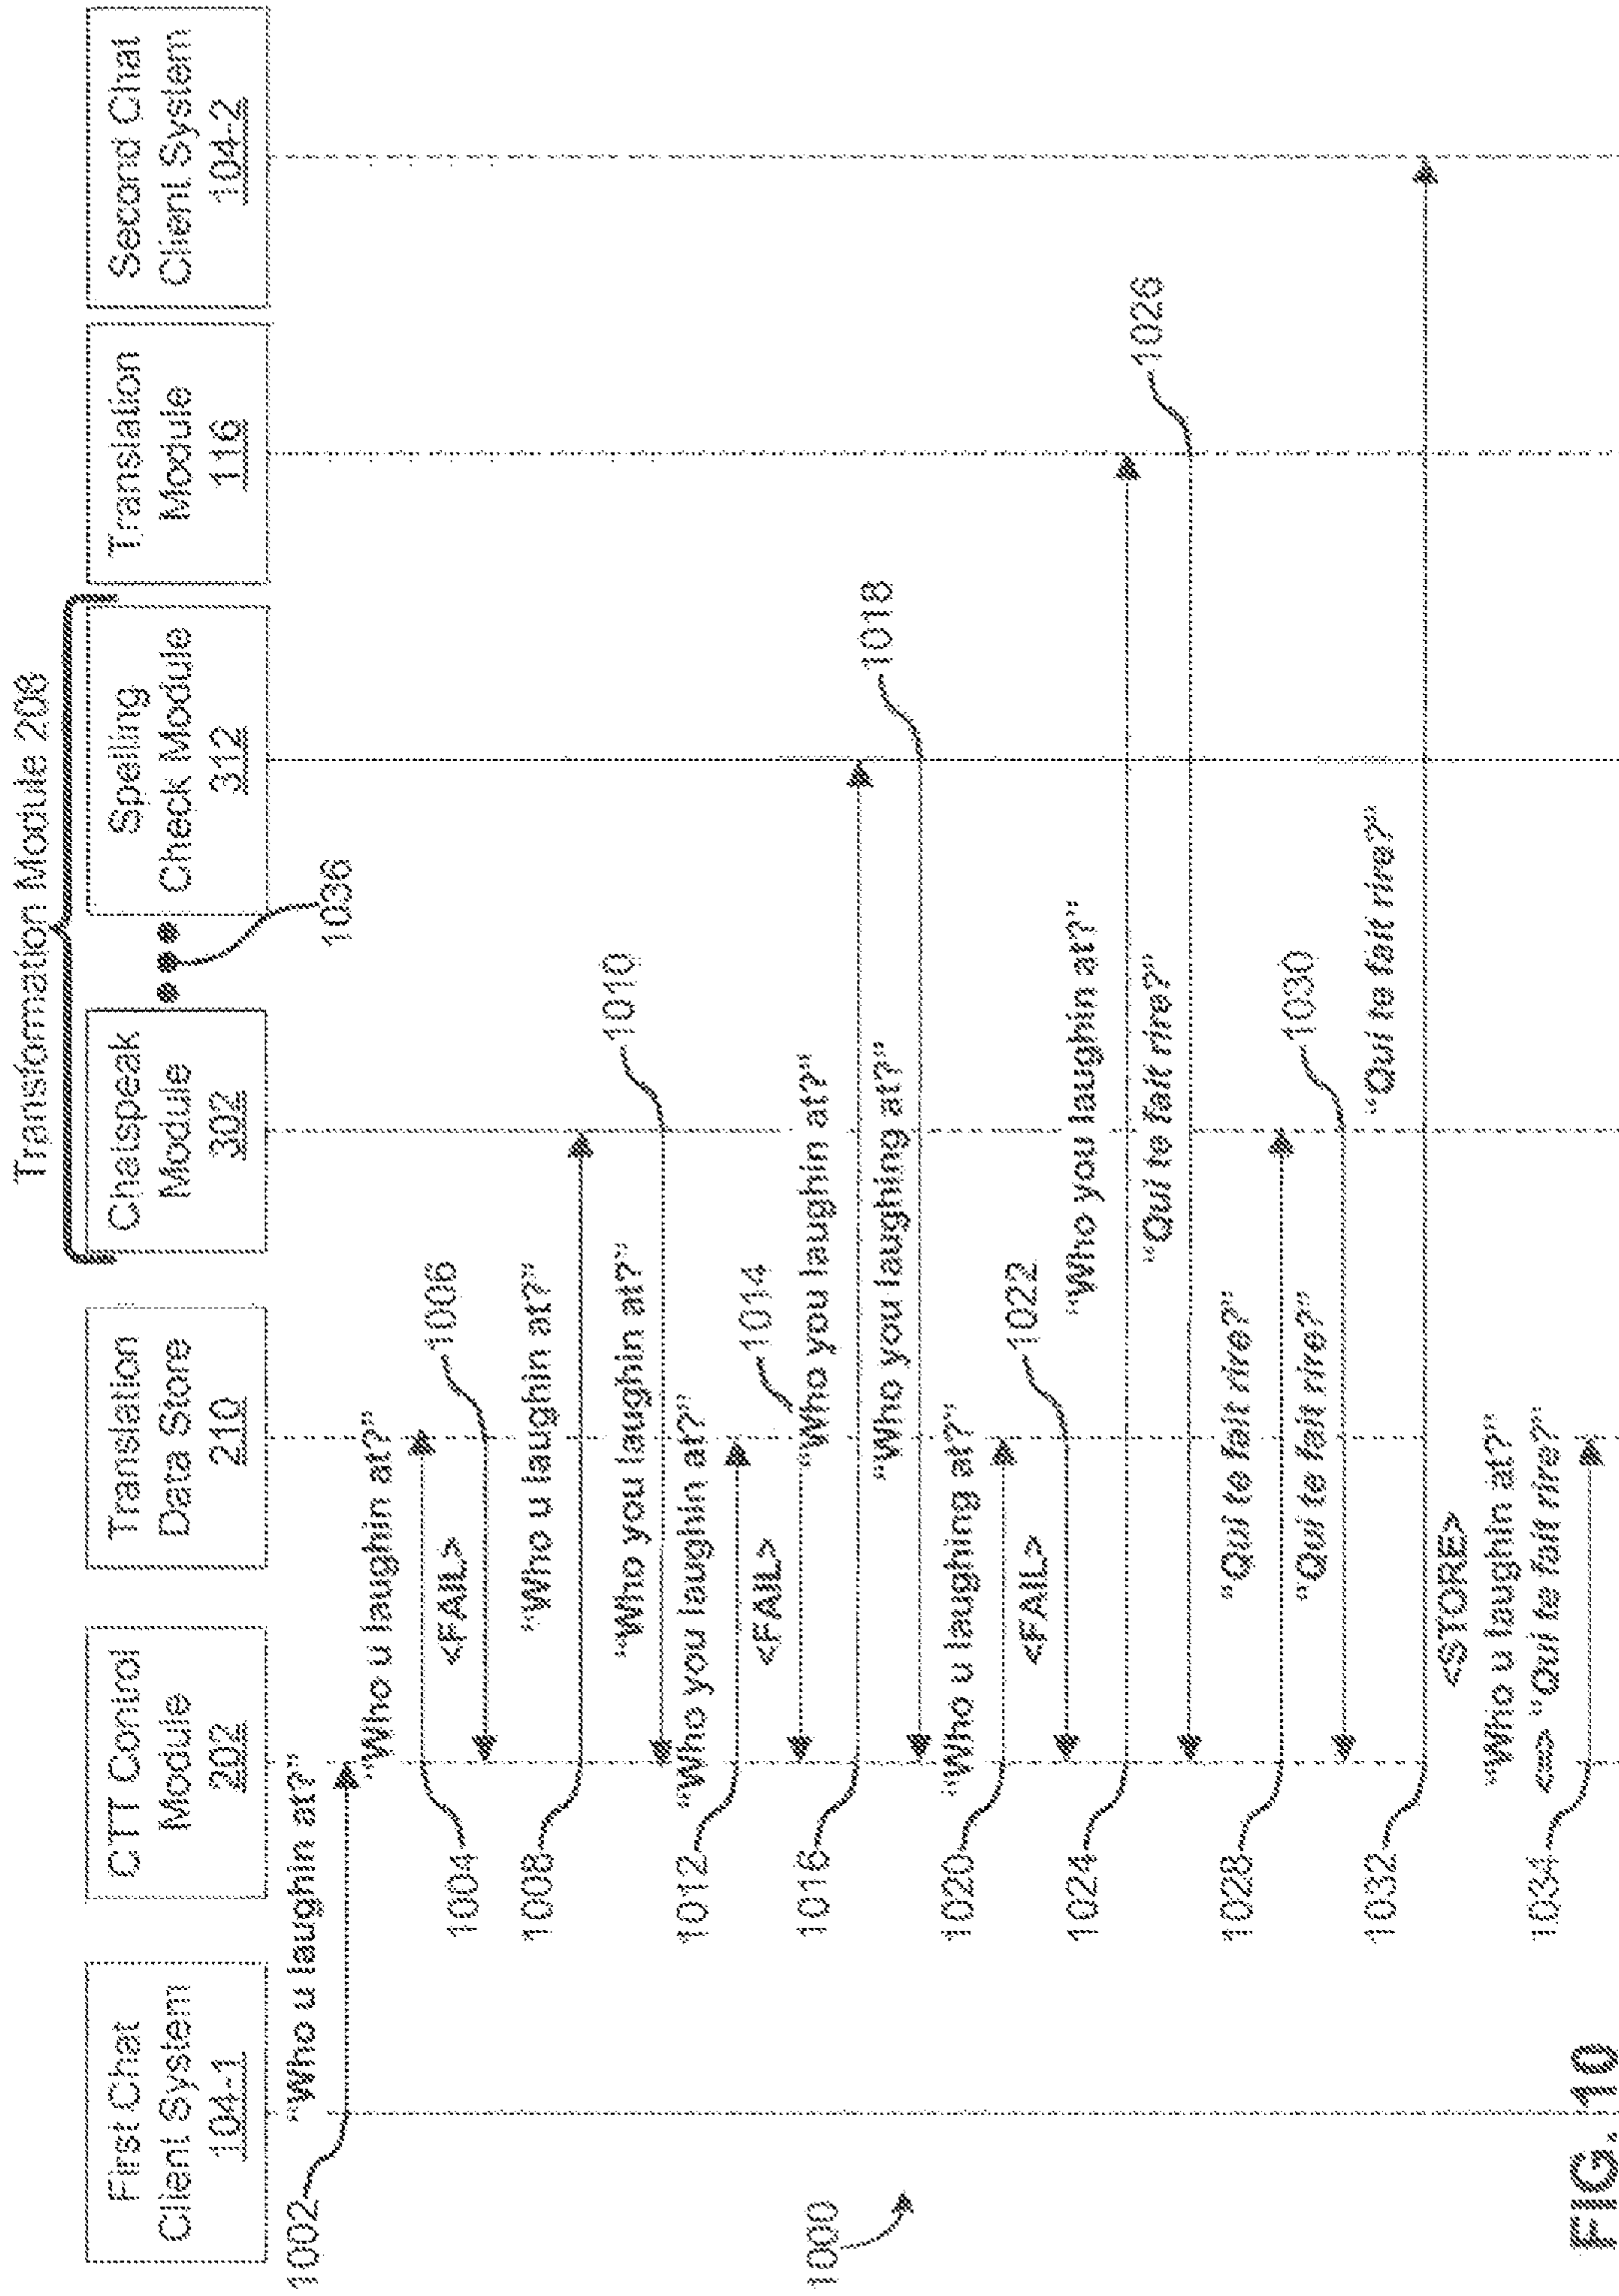 Transformation Module 208
First Chat
Client System
104-1
CTT Control
Module
202
Translation
Data Store
210
Chatspeak
Module
302
1036
Spelling
Check Module
312
Translation
Module
116
Second Chat
Client System
104-2
1002
"Who u laughin at?"
"Who u laughin at?"
1004
<FAIL>
1006
"Who u laughin at?"
1008
"Who you laughin at?"
1010
"Who you laughin at?"
1012
<FAIL>
1014
"Who you laughin at?"
1016
"Who you laughing at?"
1018
"Who u laughing at?"
1020
<FAIL>
1022
"Who you laughin at?"
1024
"Qui te fait rire?"
1026
"Qui te fait rire?"
1028
"Qui te fait rire?"
1030
"Qui te fait rire?"
1032
<STORE>
"Who u laughin at?"
<=> "Qui te fait rire?"
1034
1000
FIG. 110